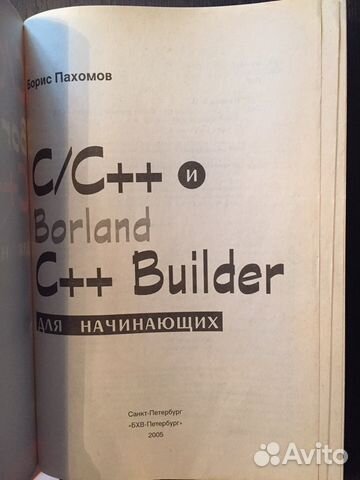 Борис Пахомов
C/C++ и
Borland
C++ Builder
для начинающих
Санкт-Петербург
«БХВ-Петербург»
2005
Avito